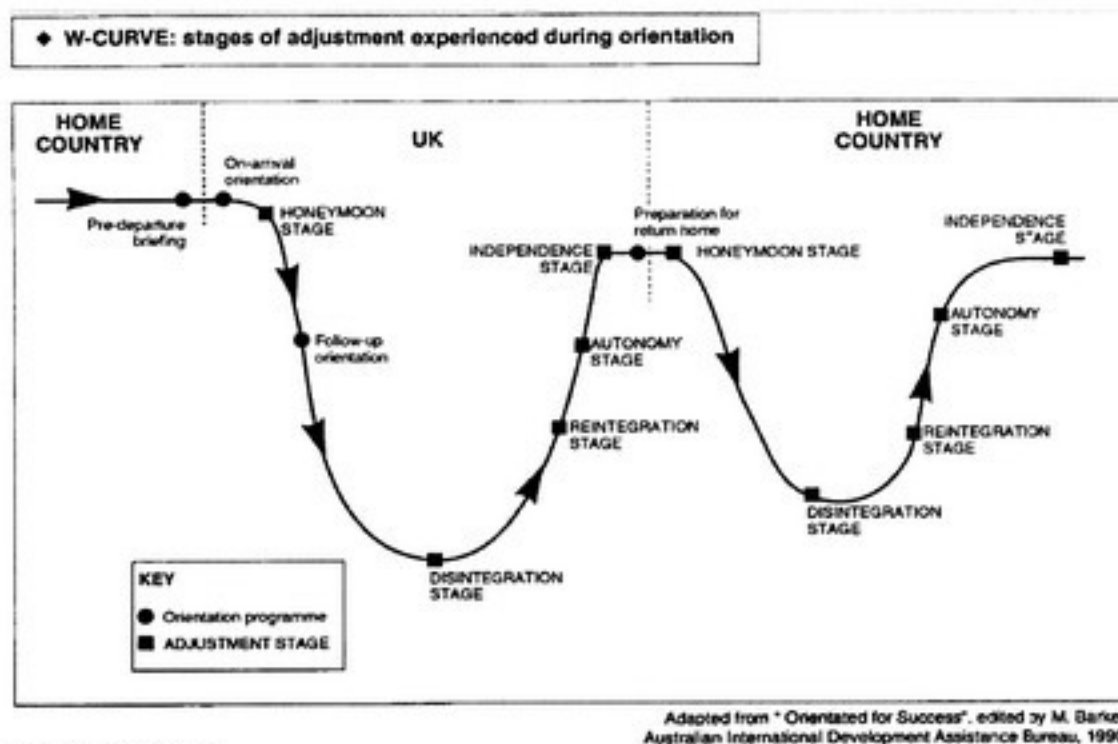 ◆ W-CURVE: stages of adjustment experienced during orientation
HOME
COUNTRY
UK
HOME
COUNTRY
On-arrival
orientation
Pre-departure
briefing
HONEYMOON
STAGE
Follow-up
orientation
DISINTEGRATION
STAGE
REINTEGRATION
STAGE
AUTONOMY
STAGE
INDEPENDENCE
STAGE
Preparation for
return home
HONEYMOON STAGE
DISINTEGRATION
STAGE
REINTEGRATION
STAGE
AUTONOMY
STAGE
INDEPENDENCE
STAGE
KEY
Orientation programme
ADJUSTMENT STAGE
Adapted from "Orientated for Success", edited by M. Barke
Australian International Development Assistance Bureau, 199